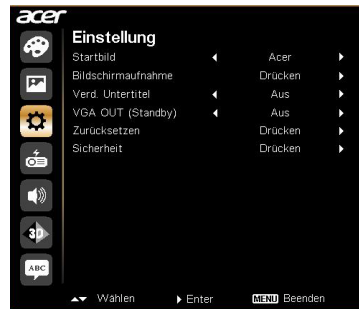 acer
Einstellung
Startbild Acer
Bildschirmaufnahme Drücken
Verd. Untertitel Aus
VGA OUT (Standby) Aus
Zurücksetzen Drücken
Sicherheit Drücken
3D
ABC
Wählen Enter MENU Beenden